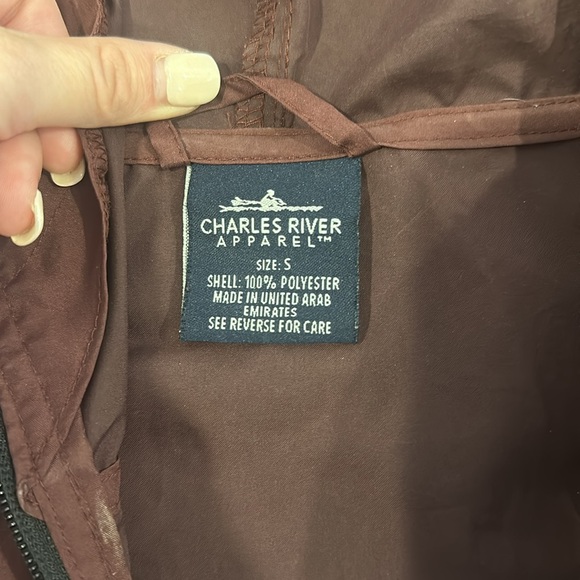 CHARLES RIVER
APPAREL™
SIZE: S
SHELL: 100% POLYESTER
MADE IN UNITED ARAB
EMIRATES
SEE REVERSE FOR CARE